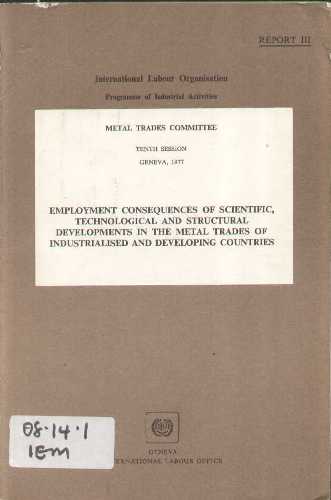 REPORT III
International Labour Organisation
Programme of Industrial Activities
METAL TRADES COMMITTEE
TENTH SESSION
GENEVA, 1977
EMPLOYMENT CONSEQUENCES OF SCIENTIFIC,
TECHNOLOGICAL AND STRUCTURAL
DEVELOPMENTS IN THE METAL TRADES OF
INDUSTRIALISED AND DEVELOPING COUNTRIES
08.14.1
IEM
GENEVA
INTERNATIONAL LABOUR OFFICE